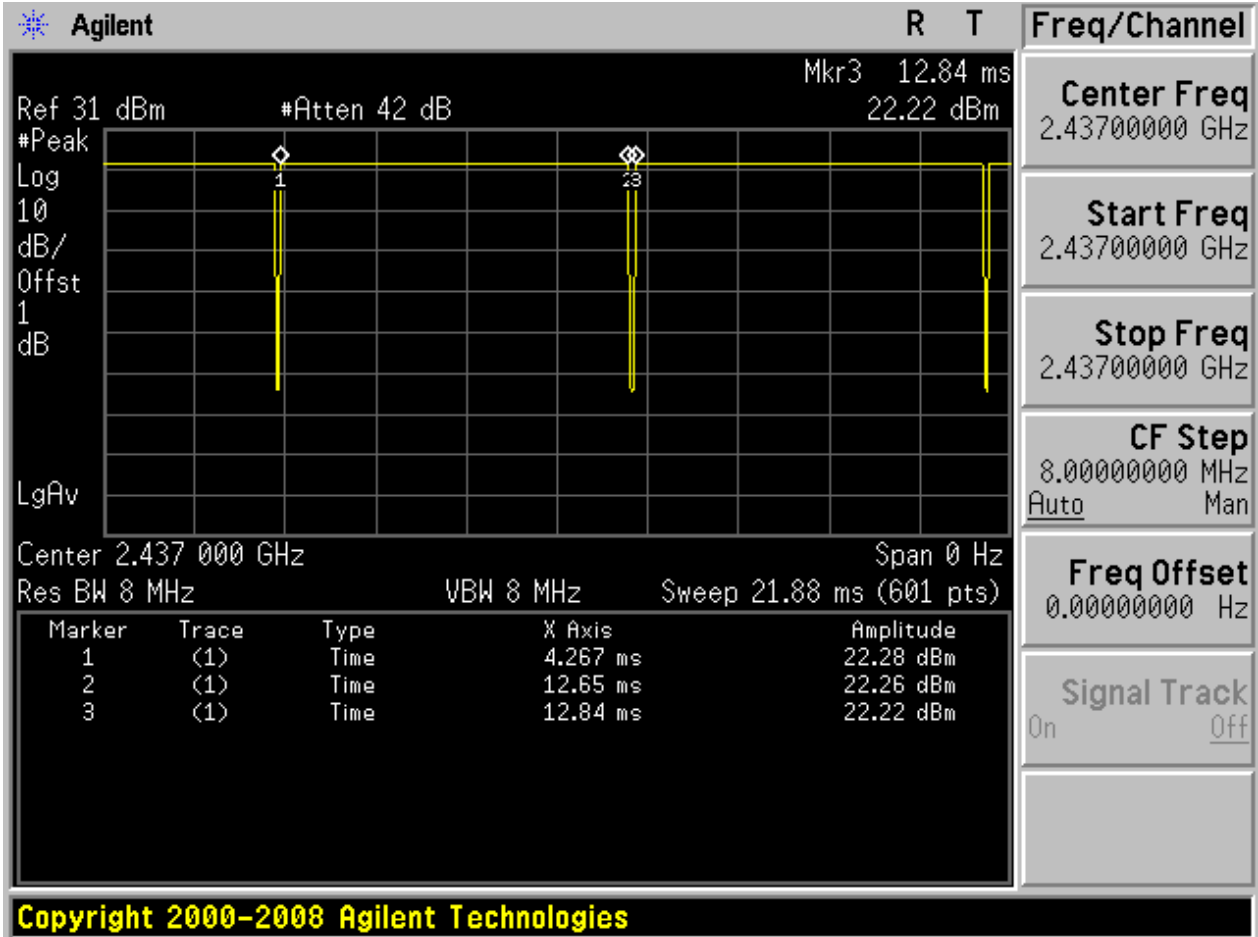 Agilent R T Freq/Channel
Mkr3 12.84 ms
Ref 31 dBm #Atten 42 dB 22.22 dBm
#Peak
Log
10
dB/
Offst
1
dB
LgAv
1 23
Center 2.437 000 GHz Span 0 Hz
Res BW 8 MHz VBW 8 MHz Sweep 21.88 ms (601 pts)
Marker Trace Type X Axis Amplitude
1 (1) Time 4.267 ms 22.28 dBm
2 (1) Time 12.65 ms 22.26 dBm
3 (1) Time 12.84 ms 22.22 dBm
Center Freq
2.43700000 GHz
Start Freq
2.43700000 GHz
Stop Freq
2.43700000 GHz
CF Step
8.00000000 MHz
Auto Man
Freq Offset
0.00000000 Hz
Signal Track
On Off
Copyright 2000-2008 Agilent Technologies